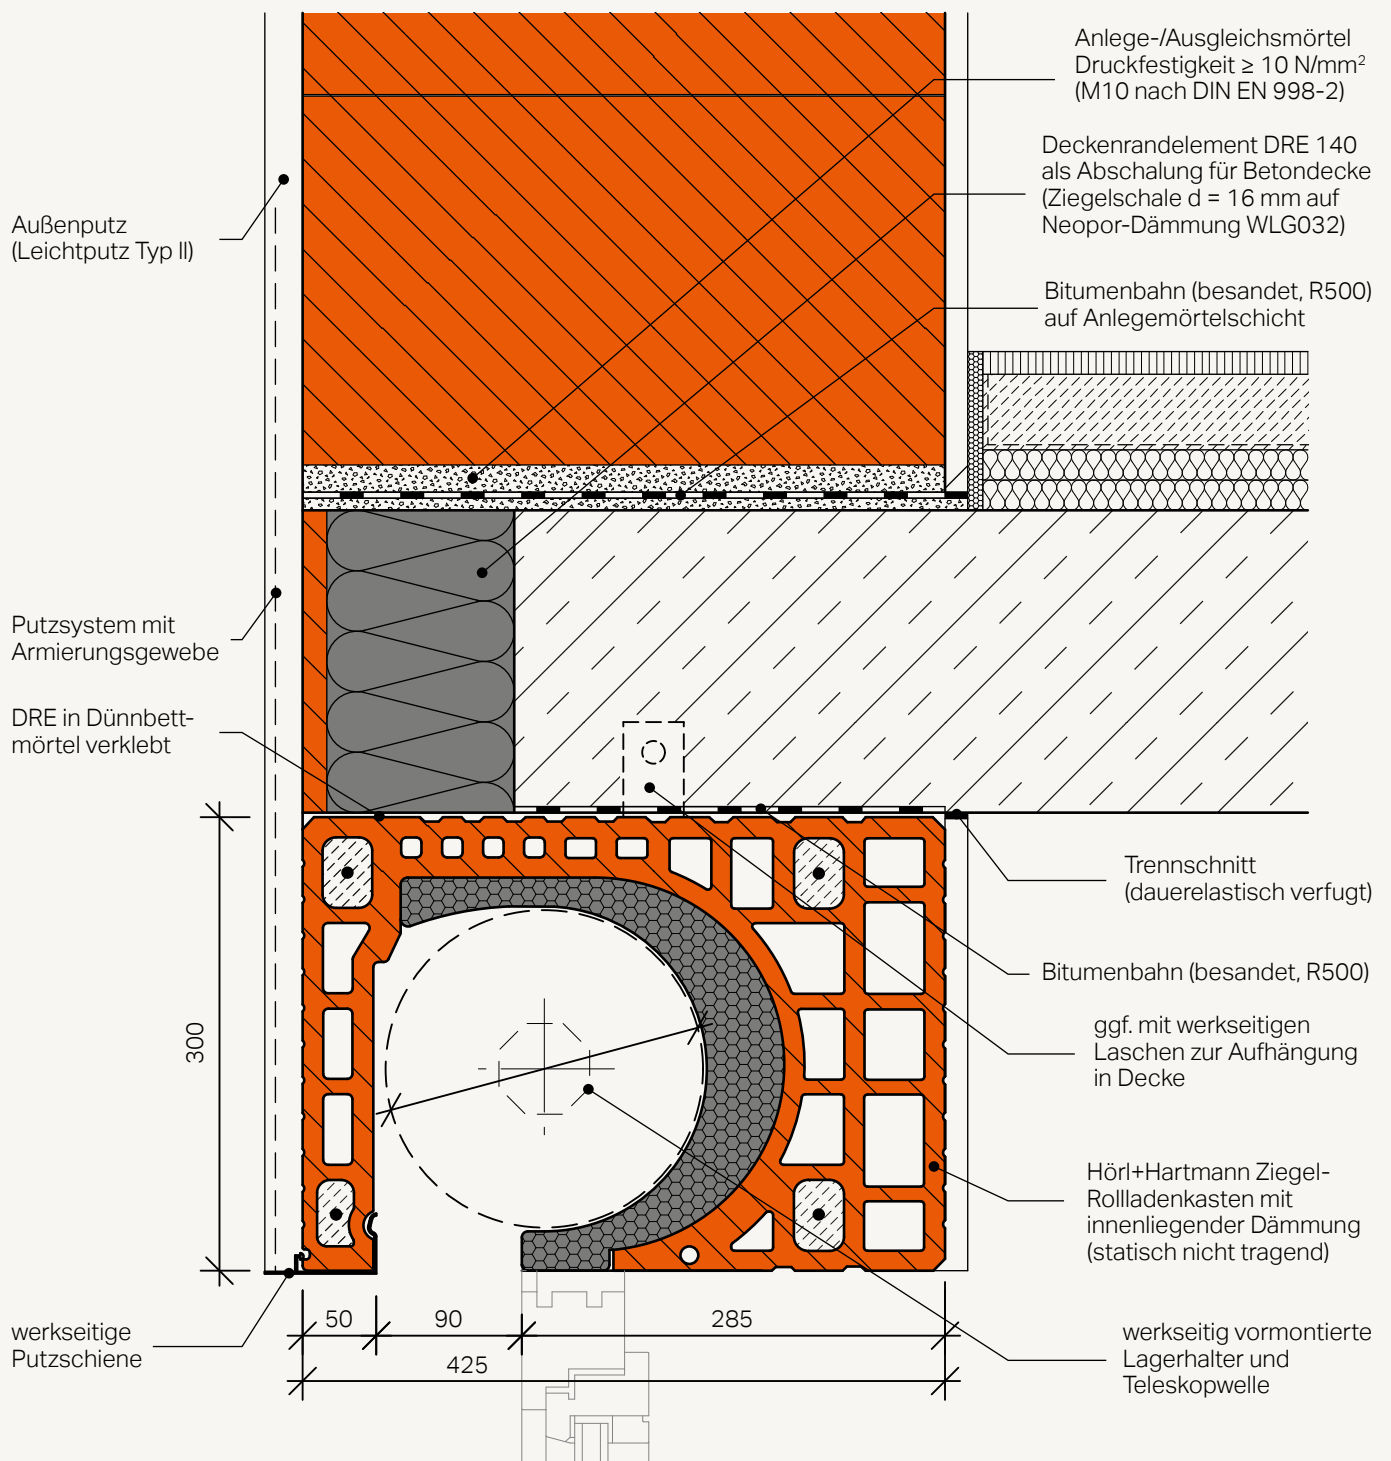 Anlege-/Ausgleichsmörtel
Druckfestigkeit ≥ 10 N/mm²
(M10 nach DIN EN 998-2)
Deckenrandelement DRE 140
als Abschalung für Betondecke
(Ziegelschale d = 16 mm auf
Neopor-Dämmung WLG032)
Außenputz
(Leichtputz Typ II)
Bitumenbahn (besandet, R500)
auf Anlegemörtelschicht
Putzsystem mit
Armierungsgewebe
DRE in Dünnbett-
mörtel verklebt
Trennschnitt
(dauerelastisch verfugt)
Bitumenbahn (besandet, R500)
ggf. mit werkseitigen
Laschen zur Aufhängung
in Decke
300
Hörl+Hartmann Ziegel-
Rollladenkasten mit
innenliegender Dämmung
(statisch nicht tragend)
werkseitige
Putzschiene
50
90
285
425
werkseitig vormontierte
Lagerhalter und
Teleskopwelle